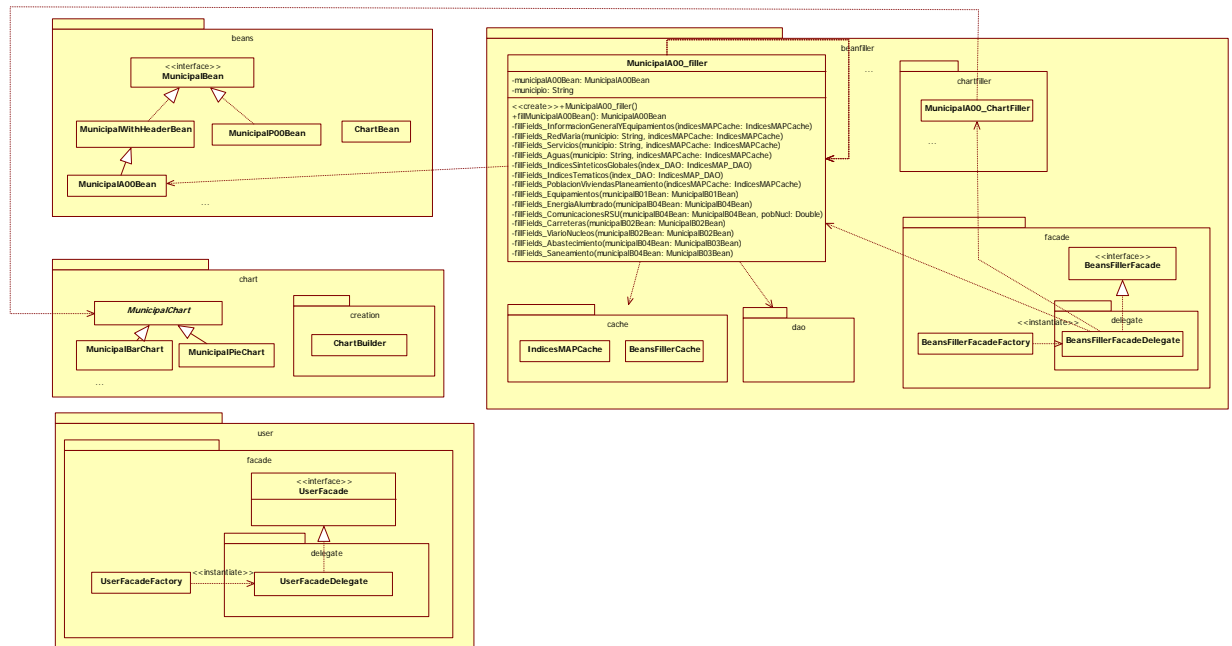 beans
<<interface>>
MunicipalBean
MunicipalWithHeaderBean
MunicipalP00Bean
ChartBean
MunicipalA00Bean
...
chart
MunicipalChart
MunicipalBarChart
MunicipalPieChart
...
creation
ChartBuilder
user
facade
<<interface>>
UserFacade
delegate
UserFacadeFactory
<<instantiate>>
UserFacadeDelegate
beanfiller
...
MunicipalA00_filler
-municipalA00Bean: MunicipalA00Bean
-municipio: String
<<create>>+MunicipalA00_filler()
+fillMunicipalA00Bean(): MunicipalA00Bean
-fillFields_InformacionGeneralYEquipamientos(indicesMAPCache: IndicesMAPCache)
-fillFields_RedViaria(municipio: String, indicesMAPCache: IndicesMAPCache)
-fillFields_Servicios(municipio: String, indicesMAPCache: IndicesMAPCache)
-fillFields_Aguas(municipio: String, indicesMAPCache: IndicesMAPCache)
-fillFields_IndicesSinteticosGlobales(index_DAO: IndicesMAP_DAO)
-fillFields_IndicesTematicos(index_DAO: IndicesMAP_DAO)
-fillFields_PoblacionViviendasPlaneamiento(indicesMAPCache: IndicesMAPCache)
-fillFields_Equipamientos(municipalB01Bean: MunicipalB01Bean)
-fillFields_EnergiaAlumbrado(municipalB04Bean: MunicipalB04Bean)
-fillFields_ComunicacionesRSU(municipalB04Bean: MunicipalB04Bean, pobNucl: Double)
-fillFields_Carreteras(municipalB02Bean: MunicipalB02Bean)
-fillFields_ViarioNucleos(municipalB02Bean: MunicipalB02Bean)
-fillFields_Abastecimiento(municipalB04Bean: MunicipalB03Bean)
-fillFields_Saneamiento(municipalB04Bean: MunicipalB03Bean)
cache
IndicesMAPCache
BeansFillerCache
dao
chartfiller
MunicipalA00_ChartFiller
...
facade
<<interface>>
BeansFillerFacade
delegate
<<instantiate>>
BeansFillerFacadeFactory
BeansFillerFacadeDelegate